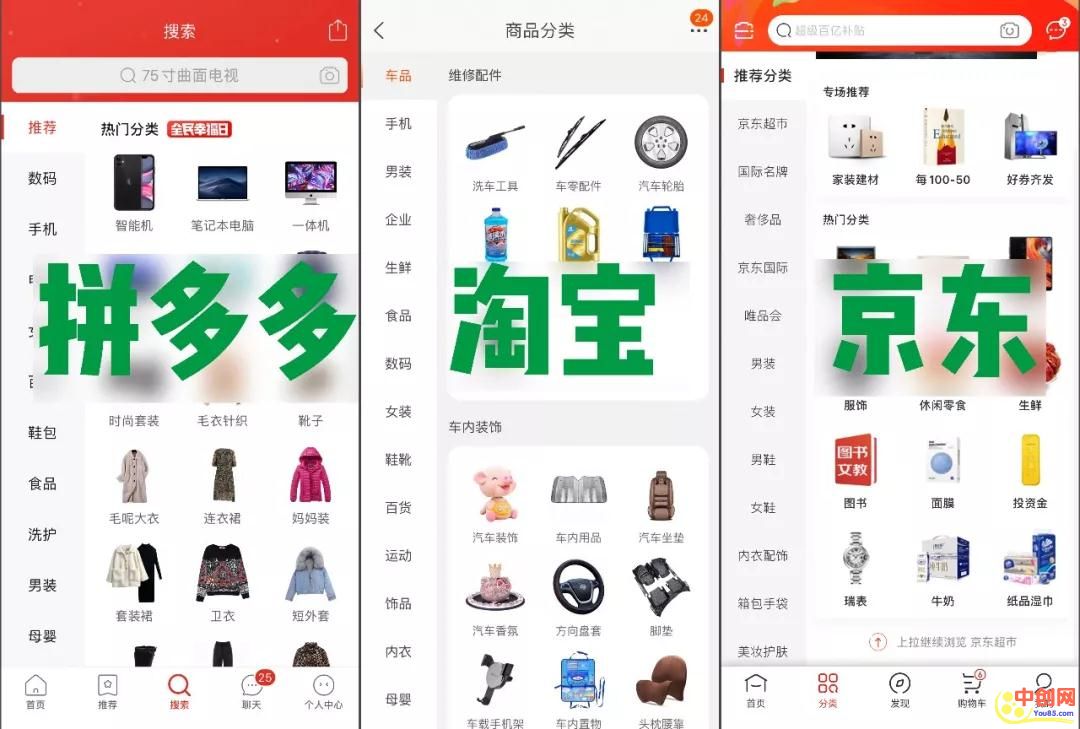 搜索
75寸曲面电视
推荐
数码
手机
鞋包
食品
洗护
男装
母婴
热门分类
全民幸福日
智能机
笔记本电脑
一体机
拼多多
时尚套装
毛衣针织
靴子
毛呢大衣
连衣裙
妈妈装
套装裙
卫衣
短外套
首页
推荐
搜索
25
聊天
个人中心
商品分类
24
车品
手机
男装
企业
生鲜
食品
数码
女装
鞋靴
百货
运动
饰品
内衣
母婴
维修配件
洗车工具
车零配件
汽车轮胎
淘宝
车内装饰
汽车装饰
车内用品
汽车坐垫
汽车香氛
方向盘套
脚垫
车载手机架
车内置物
头枕腰靠
超级百亿补贴
3
推荐分类
京东超市
国际名牌
奢侈品
京东国际
唯品会
男装
女装
男鞋
女鞋
内衣配饰
箱包手袋
美妆护肤
专场推荐
家装建材
每100-50
好券齐发
热门分类
京东
服饰
休闲零食
生鲜
图书
文教
图书
面膜
投资金
瑞表
牛奶
纸品湿巾
上拉继续浏览 京东超市
首页
分类
发现
6
购物车
中创网
You85.com